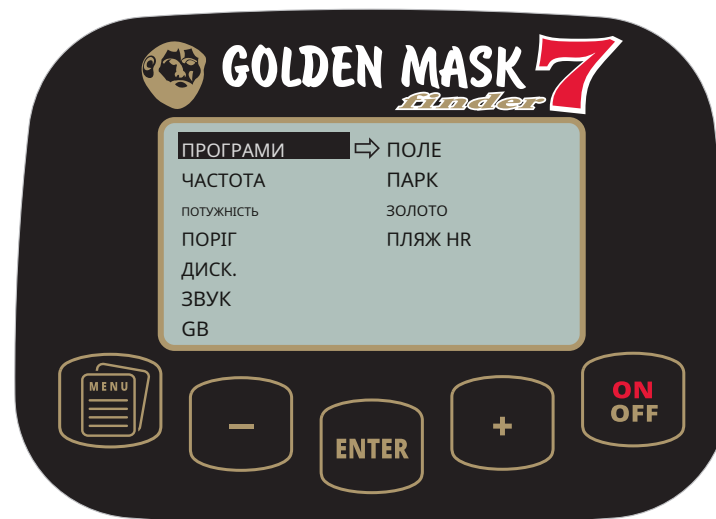 GOLDEN MASK 7
finder
ПРОГРАМИ
ЧАСТОТА
ПОТУЖНІСТЬ
ПОРІГ
ДИСК.
ЗВУК
GB
ПОЛЕ
ПАРК
ЗОЛОТО
ПЛЯЖ HR
MENU
−
ENTER
+
ON
OFF